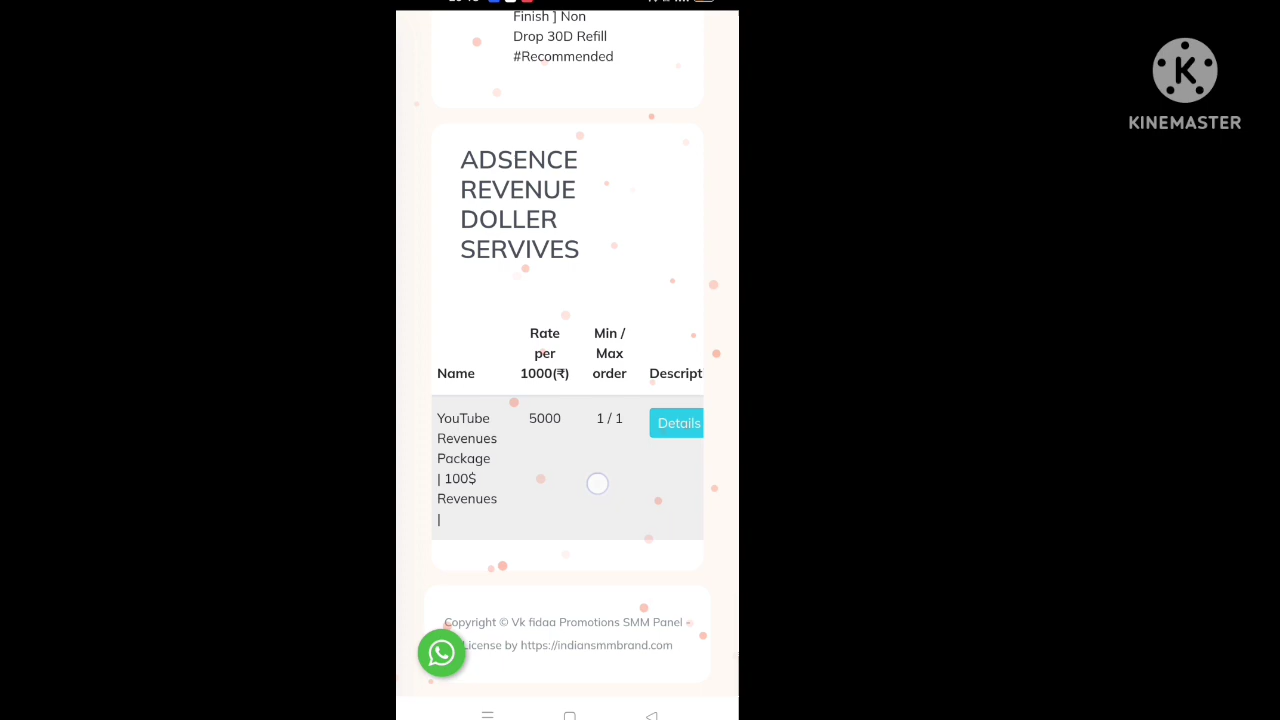 Finish ] Non
Drop 30D Refill
#Recommended
KINEMASTER
ADSENCE
REVENUE
DOLLER
SERVIVES
Rate
per
1000(₹)
Min /
Max
order
Name
Descript
YouTube
Revenues
Package
| 100$
Revenues
|
5000
1 / 1
Details
Copyright © Vk fidaa Promotions SMM Panel -
License by https://indiansmmbrand.com